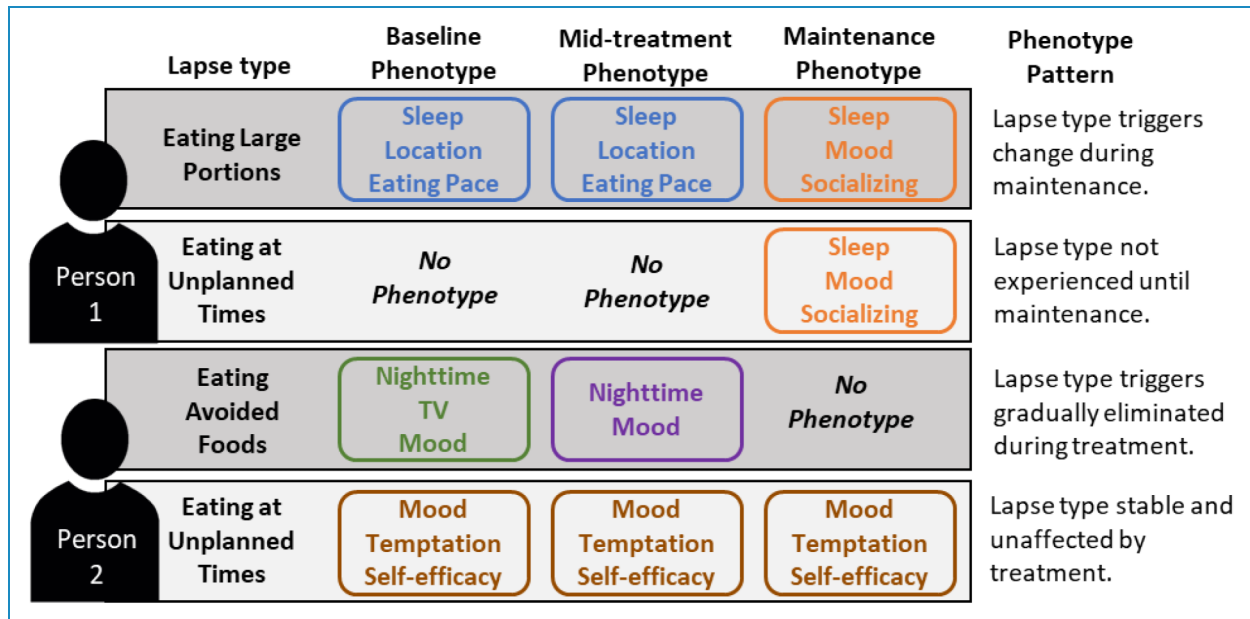 Lapse type
Baseline
Phenotype
Mid-treatment
Phenotype
Maintenance
Phenotype
Phenotype
Pattern
Person
1
Eating Large
Portions
Sleep
Location
Eating Pace
Sleep
Location
Eating Pace
Sleep
Mood
Socializing
Lapse type triggers
change during
maintenance.
Eating at
Unplanned
Times
No
Phenotype
No
Phenotype
Sleep
Mood
Socializing
Lapse type not
experienced until
maintenance.
Person
2
Eating
Avoided
Foods
Nighttime
TV
Mood
Nighttime
Mood
No
Phenotype
Lapse type triggers
gradually eliminated
during treatment.
Eating at
Unplanned
Times
Mood
Temptation
Self-efficacy
Mood
Temptation
Self-efficacy
Mood
Temptation
Self-efficacy
Lapse type stable and
unaffected by
treatment.